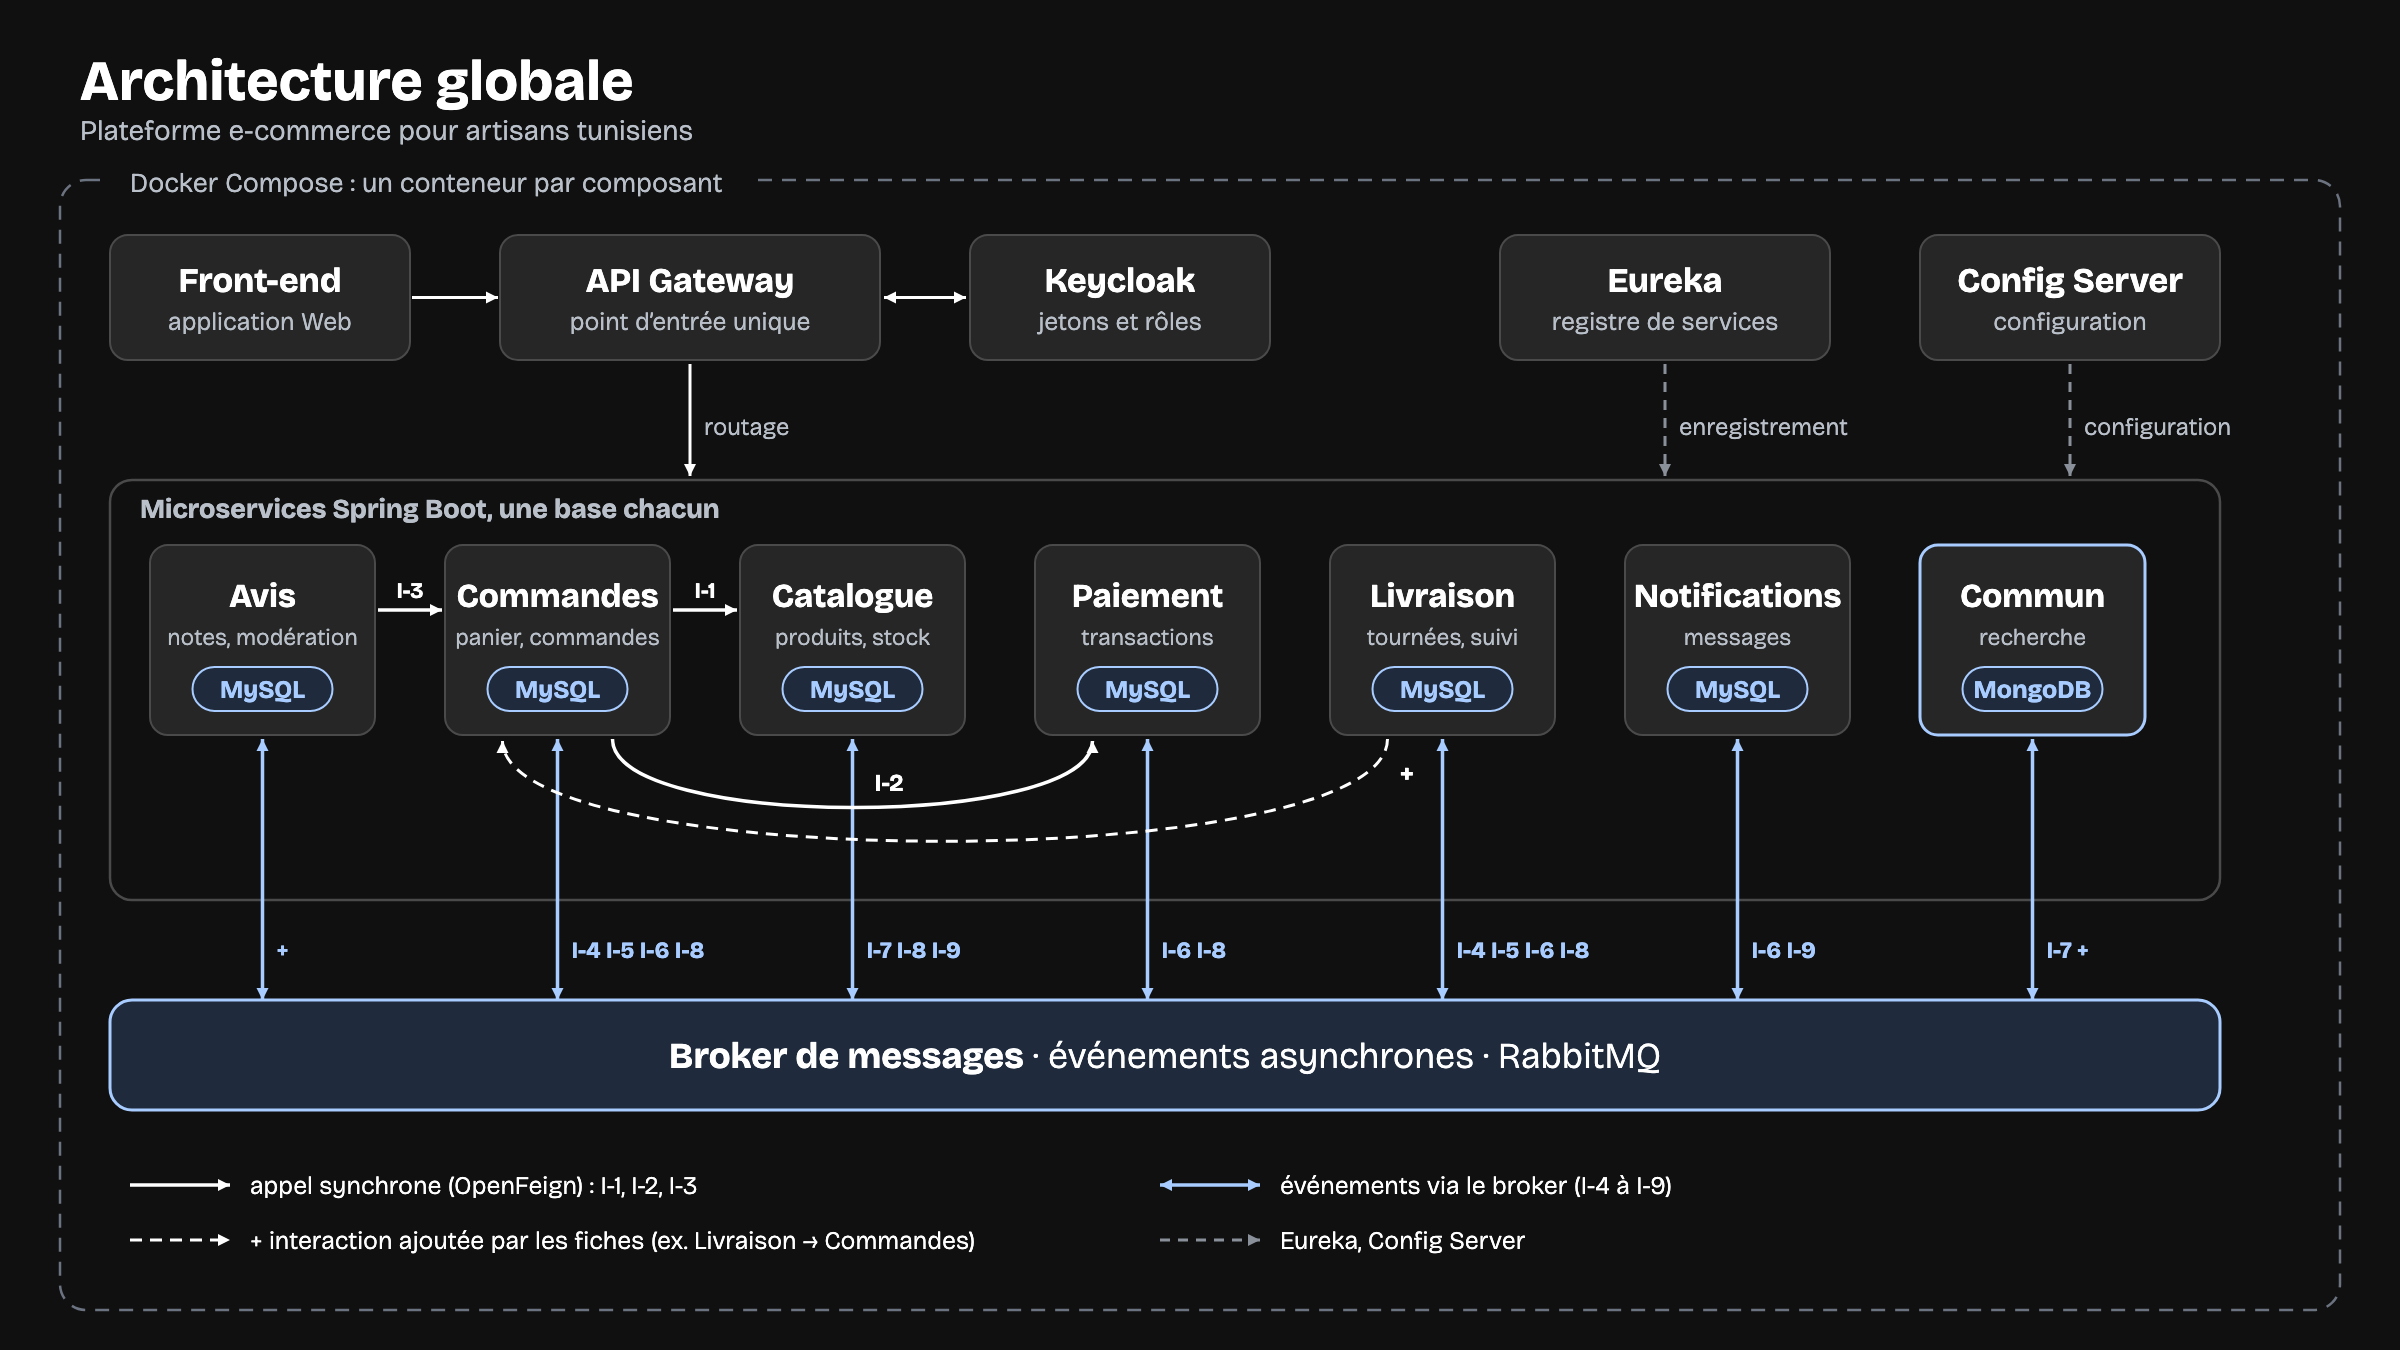 Architecture globale
Plateforme e-commerce pour artisans tunisiens
Docker Compose : un conteneur par composant
Front-end
application Web
API Gateway
point d'entrée unique
Keycloak
jetons et rôles
Eureka
registre de services
Config Server
configuration
routage
enregistrement
configuration
Microservices Spring Boot, une base chacun
Avis
notes, modération
MySQL
I-3
Commandes
panier, commandes
MySQL
I-1
Catalogue
produits, stock
MySQL
Paiement
transactions
MySQL
Livraison
tournées, suivi
MySQL
Notifications
messages
MySQL
Commun
recherche
MongoDB
I-2
+
+
I-4 I-5 I-6 I-8
I-7 I-8 I-9
I-6 I-8
I-4 I-5 I-6 I-8
I-6 I-9
I-7 +
Broker de messages · événements asynchrones · RabbitMQ
appel synchrone (OpenFeign) : I-1, I-2, I-3
événements via le broker (I-4 à I-9)
+ interaction ajoutée par les fiches (ex. Livraison → Commandes)
Eureka, Config Server